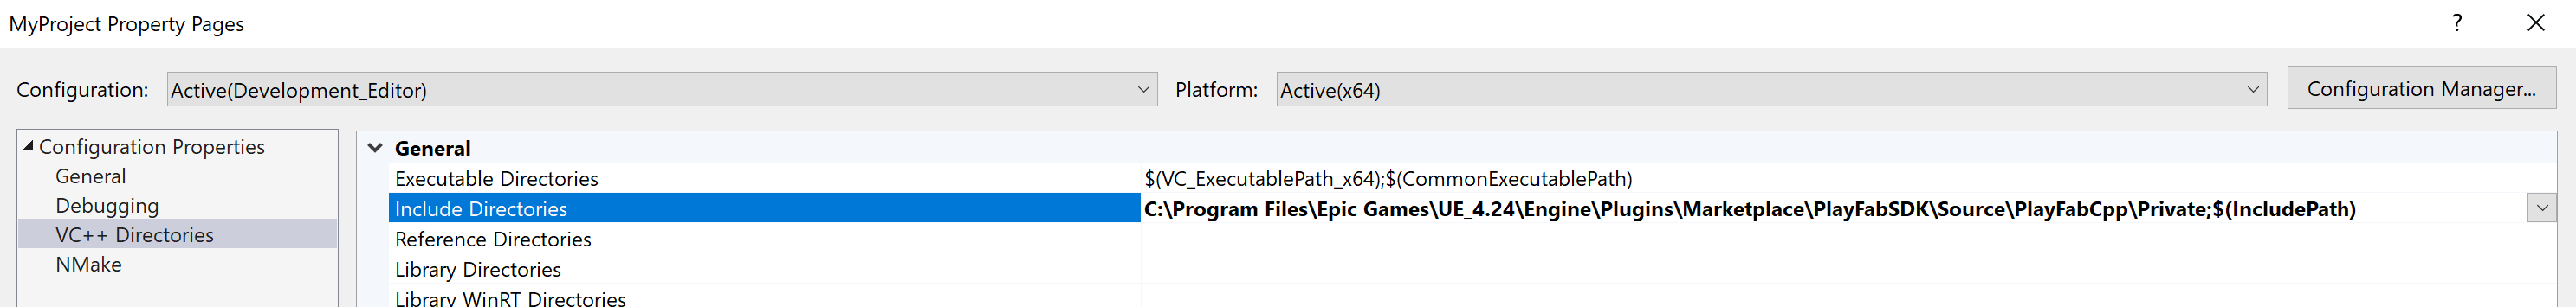 MyProject Property Pages
Configuration: Active(Development_Editor) Platform: Active(x64) Configuration Manager...
Configuration Properties
General
Debugging
VC++ Directories
NMake
General
Executable Directories $(VC_ExecutablePath_x64);$(CommonExecutablePath)
Include Directories C:\Program Files\Epic Games\UE_4.24\Engine\Plugins\Marketplace\PlayFabSDK\Source\PlayFabCpp\Private;$(IncludePath)
Reference Directories
Library Directories
Library WinRT Directories